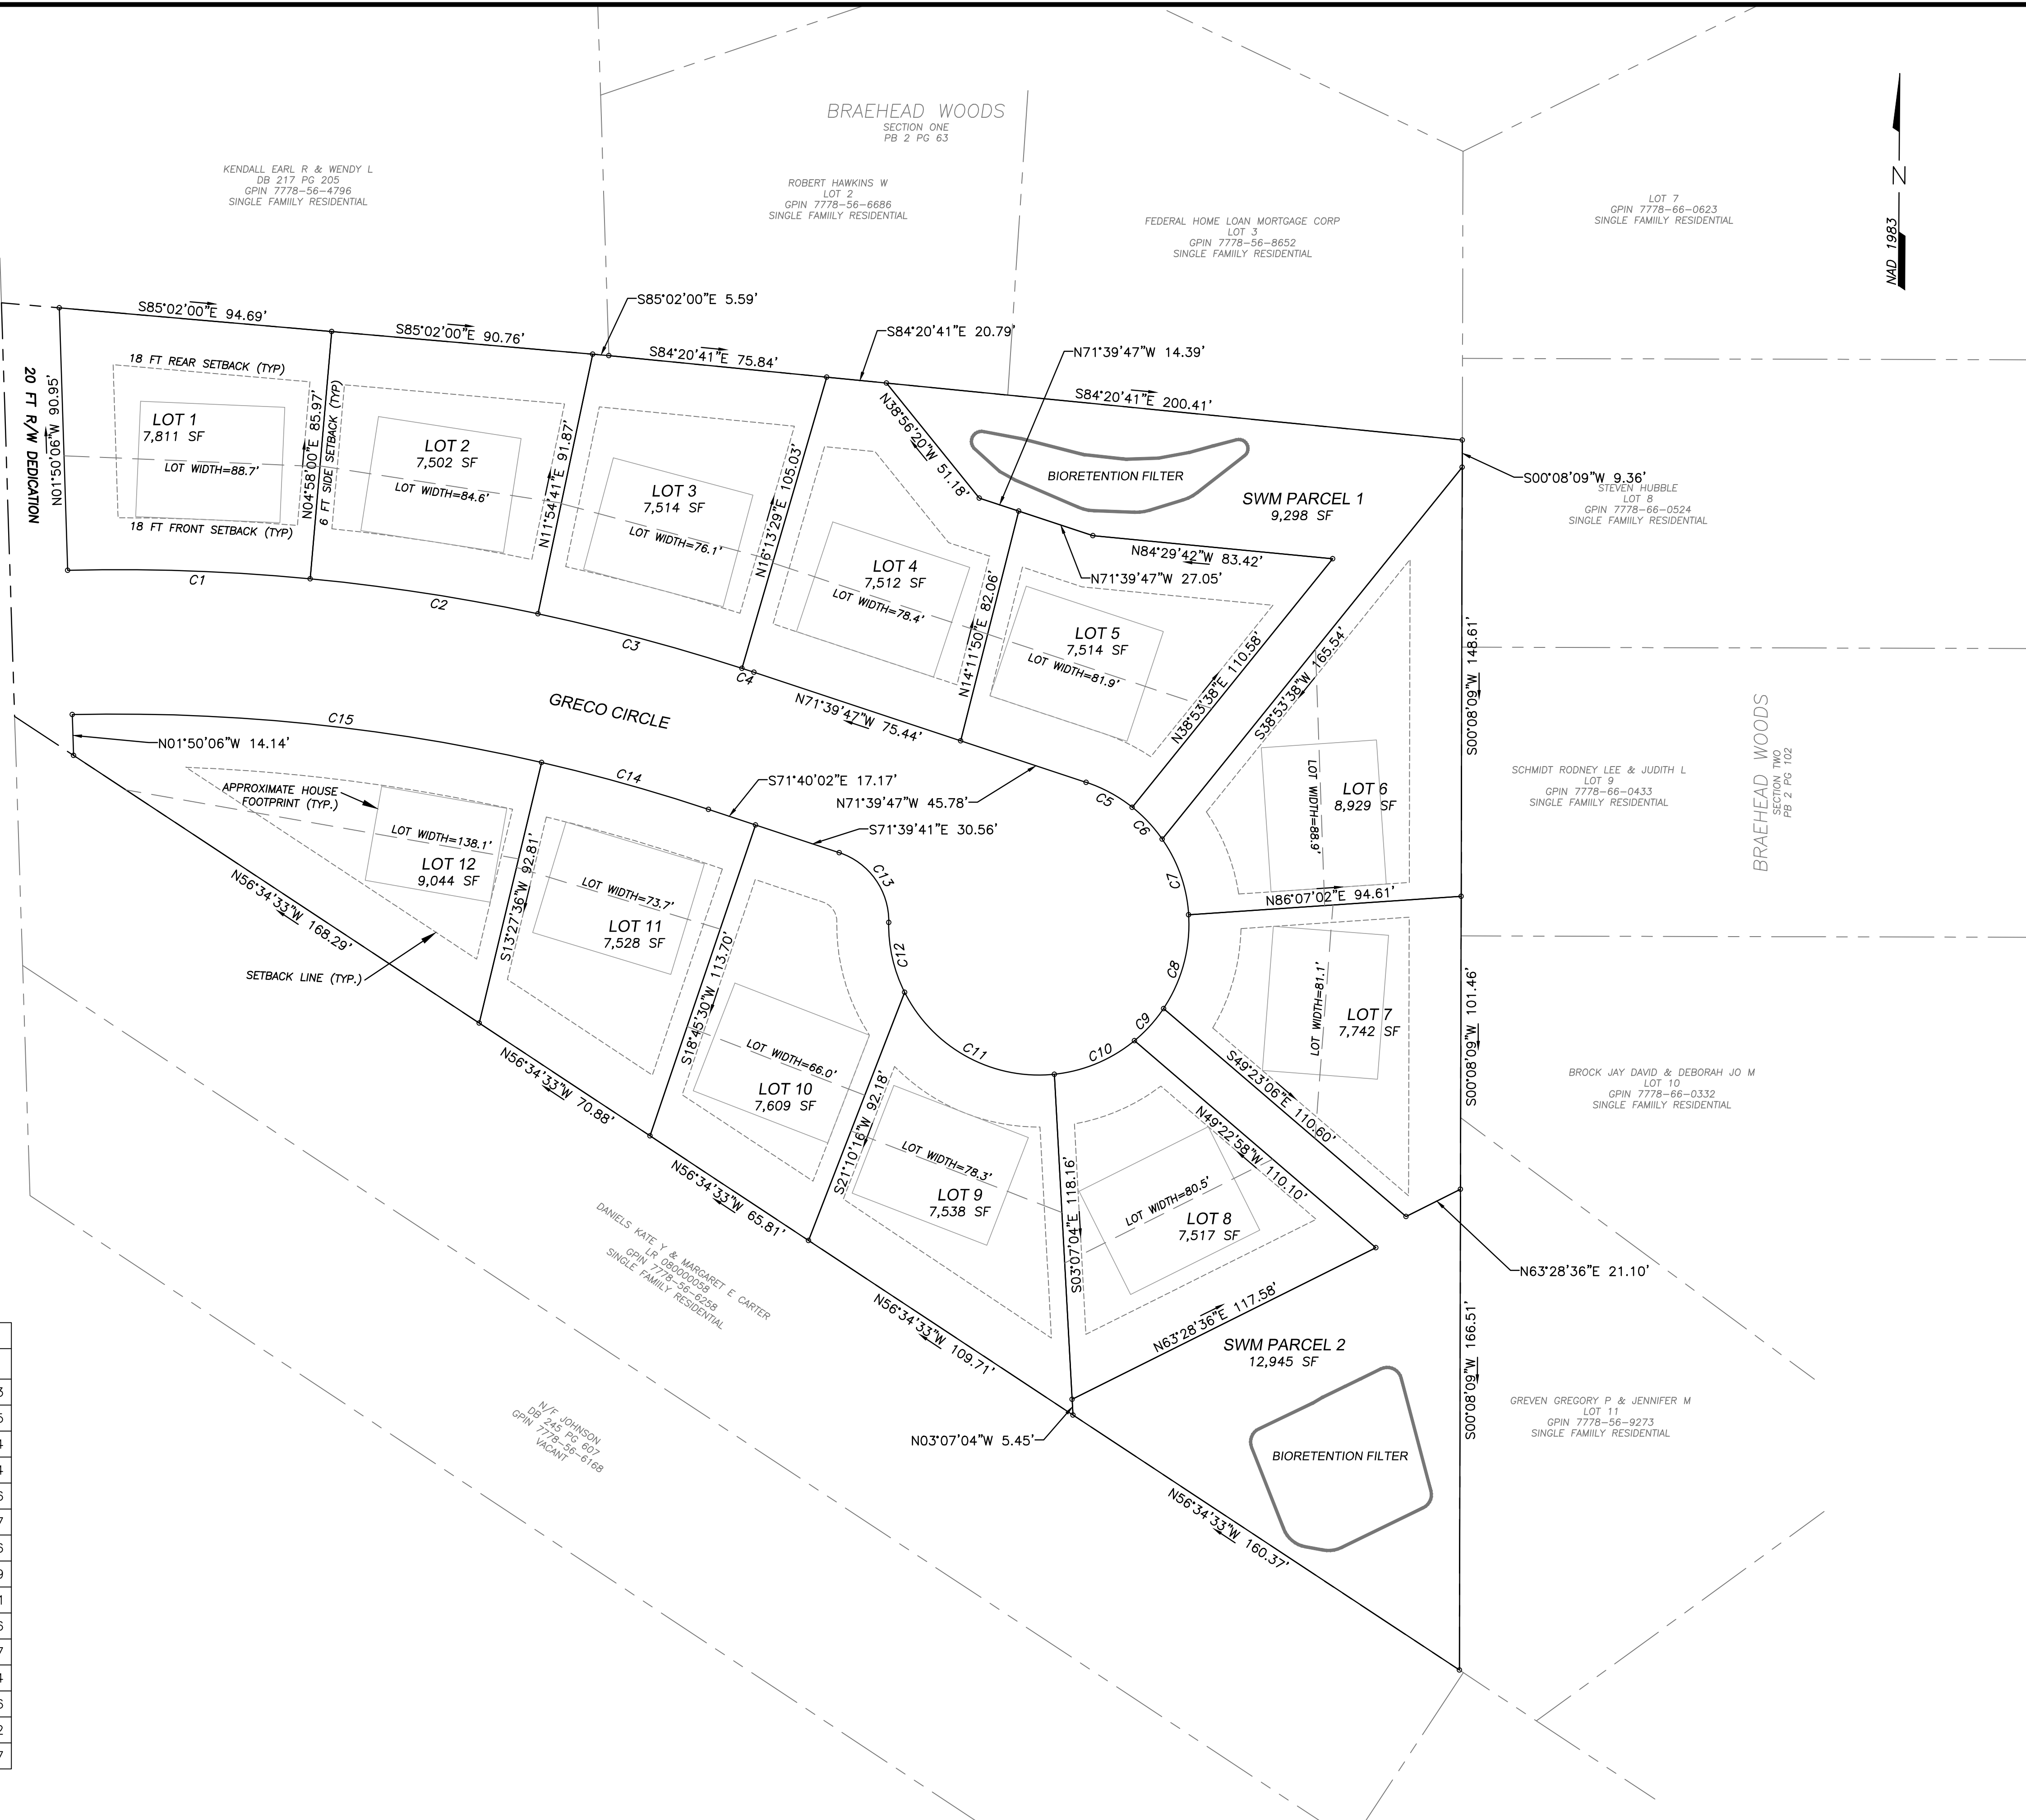 BRAEHEAD WOODS
SECTION ONE
PB 2 PG 63
KENDALL EARL R & WENDY L
DB 217 PG 205
GPIN 7778-56-4796
SINGLE FAMIILY RESIDENTIAL
ROBERT HAWKINS W
LOT 2
GPIN 7778-56-6686
SINGLE FAMIILY RESIDENTIAL
FEDERAL HOME LOAN MORTGAGE CORP
LOT 3
GPIN 7778-56-8652
SINGLE FAMIILY RESIDENTIAL
LOT 7
GPIN 7778-66-0623
SINGLE FAMIILY RESIDENTIAL
N
NAD 1983
S85°02'00"E 94.69'
S85°02'00"E 90.76'
S85°02'00"E 5.59'
S84°20'41"E 75.84'
S84°20'41"E 20.79'
N71°39'47"W 14.39'
S84°20'41"E 200.41'
20 FT R/W DEDICATION
N01°50'06"W 90.95'
18 FT REAR SETBACK (TYP)
LOT 1
7,811 SF
LOT WIDTH=88.7'
18 FT FRONT SETBACK (TYP)
N04°58'00"E 85.97'
6 FT SIDE SETBACK (TYP)
LOT 2
7,502 SF
LOT WIDTH=84.6'
N11°54'41"E 91.87'
LOT 3
7,514 SF
LOT WIDTH=76.1'
N16°13'29"E 105.03'
LOT 4
7,512 SF
LOT WIDTH=78.4'
N38°56'20"W 51.18'
BIORETENTION FILTER
SWM PARCEL 1
9,298 SF
S00°08'09"W 9.36'
STEVEN HUBBLE
LOT 8
GPIN 7778-66-0524
SINGLE FAMIILY RESIDENTIAL
N84°29'42"W 83.42'
N71°39'47"W 27.05'
N14°11'50"E 82.06'
LOT 5
7,514 SF
LOT WIDTH=81.9'
N38°53'38"E 110.58'
S38°53'38"W 165.54'
S00°08'09"W 148.61'
C1
C2
C3
C4
N71°39'47"W 75.44'
GRECO CIRCLE
C15
N01°50'06"W 14.14'
C14
S71°40'02"E 17.17'
N71°39'47"W 45.78'
S71°39'41"E 30.56'
C5
C6
C7
LOT WIDTH=88.9'
LOT 6
8,929 SF
SCHMIDT RODNEY LEE & JUDITH L
LOT 9
GPIN 7778-66-0433
SINGLE FAMIILY RESIDENTIAL
BRAEHEAD WOODS
SECTION TWO
PB 2 PG 102
APPROXIMATE HOUSE
FOOTPRINT (TYP.)
LOT WIDTH=138.1'
LOT 12
9,044 SF
N56°34'33"W 168.29'
SETBACK LINE (TYP.)
S13°27'36"W 92.81'
LOT WIDTH=73.7'
LOT 11
7,528 SF
S18°45'30"W 113.70'
C13
C12
N86°07'02"E 94.61'
C8
C9
C10
C11
LOT WIDTH=81.1'
LOT 7
7,742 SF
S00°08'09"W 101.46'
S49°23'06"E 110.60'
BROCK JAY DAVID & DEBORAH JO M
LOT 10
GPIN 7778-66-0332
SINGLE FAMIILY RESIDENTIAL
LOT WIDTH=66.0'
LOT 10
7,609 SF
N56°34'33"W 70.88'
N56°34'33"W 65.81'
S21°10'16"W 92.18'
LOT WIDTH=78.3'
LOT 9
7,538 SF
S03°07'04"E 118.16'
LOT WIDTH=80.5'
LOT 8
7,517 SF
N49°22'58"W 110.10'
N63°28'36"E 21.10'
DANIELS KATE Y & MARGARET E CARTER
LR 080000058
GPIN 7778-56-6258
SINGLE FAMIILY RESIDENTIAL
N56°34'33"W 109.71'
N63°28'36"E 117.58'
SWM PARCEL 2
12,945 SF
S00°08'09"W 166.51'
N03°07'04"W 5.45'
BIORETENTION FILTER
GREVEN GREGORY P & JENNIFER M
LOT 11
GPIN 7778-56-9273
SINGLE FAMIILY RESIDENTIAL
N/F JOHNSON
DB 245 PG 607
GPIN 7778-56-6168
VACANT
N56°34'33"W 160.37'